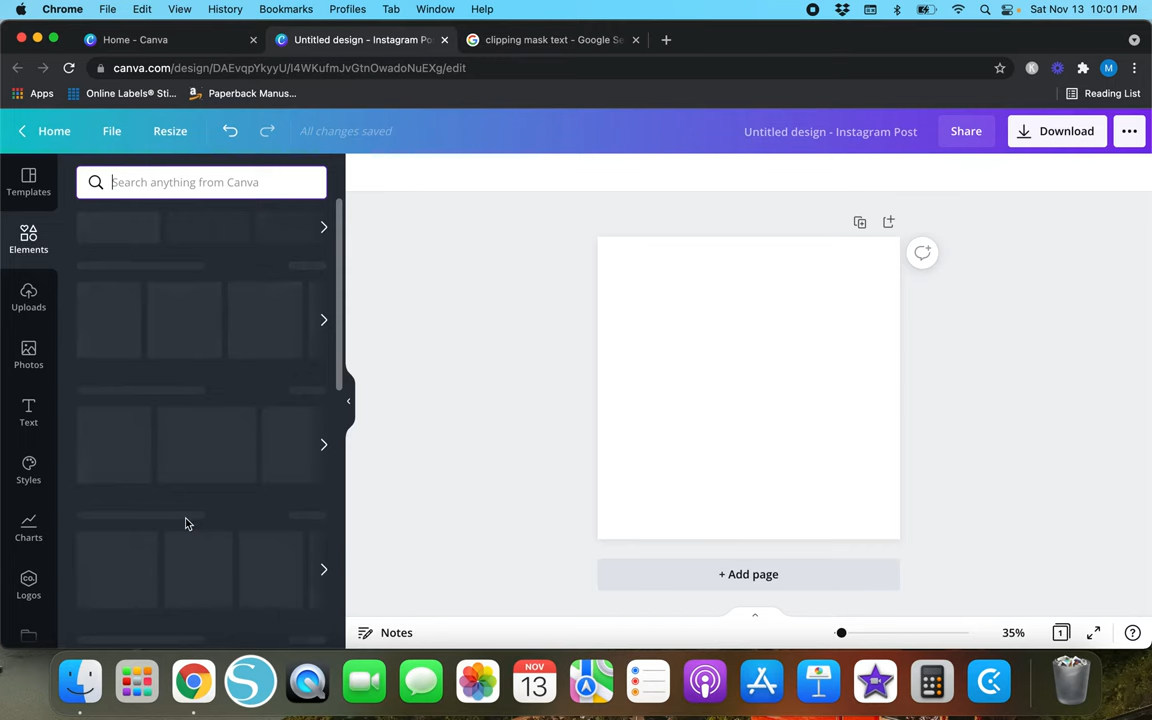 Chrome File Edit View History Bookmarks Profiles Tab Window Help Sat Nov 13 10:01 PM
Home - Canva Untitled design - Instagram Po clipping mask text - Google Se
canva.com/design/DAEvqpYkyyU/I4WKufmJvGtnOwadoNuEXg/edit K M
Apps Online Labels® Sti... Paperback Manus... Reading List
Home File Resize All changes saved Untitled design - Instagram Post Share Download
Templates
Search anything from Canva
Elements
Uploads
Photos
Text
Styles
Charts
CO.
Logos
+ Add page
Notes 35% 1
NOV
13